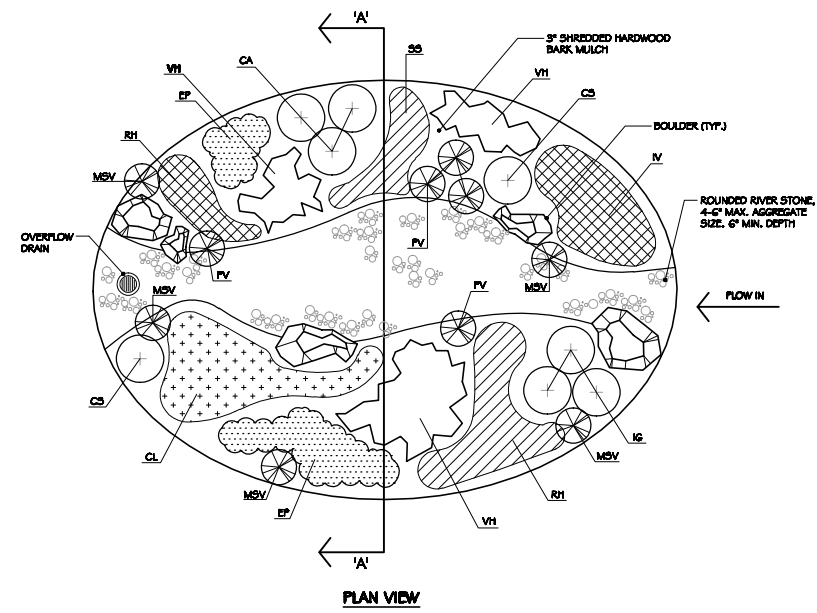 'A'
3" SHREDDED HARDWOOD
BARK MULCH
SS
CA
VH
VH
EP
CS
RH
BOULDER (TYP.)
IV
MSV
ROUNDED RIVER STONE,
4-6" MAX. AGGREGATE
SIZE. 6" MIN. DEPTH
OVERFLOW
DRAIN
PV
PV
MSV
MSV
PV
FLOW IN
CS
IG
CL
MSV
MSV
RH
EP
VH
'A'
PLAN VIEW